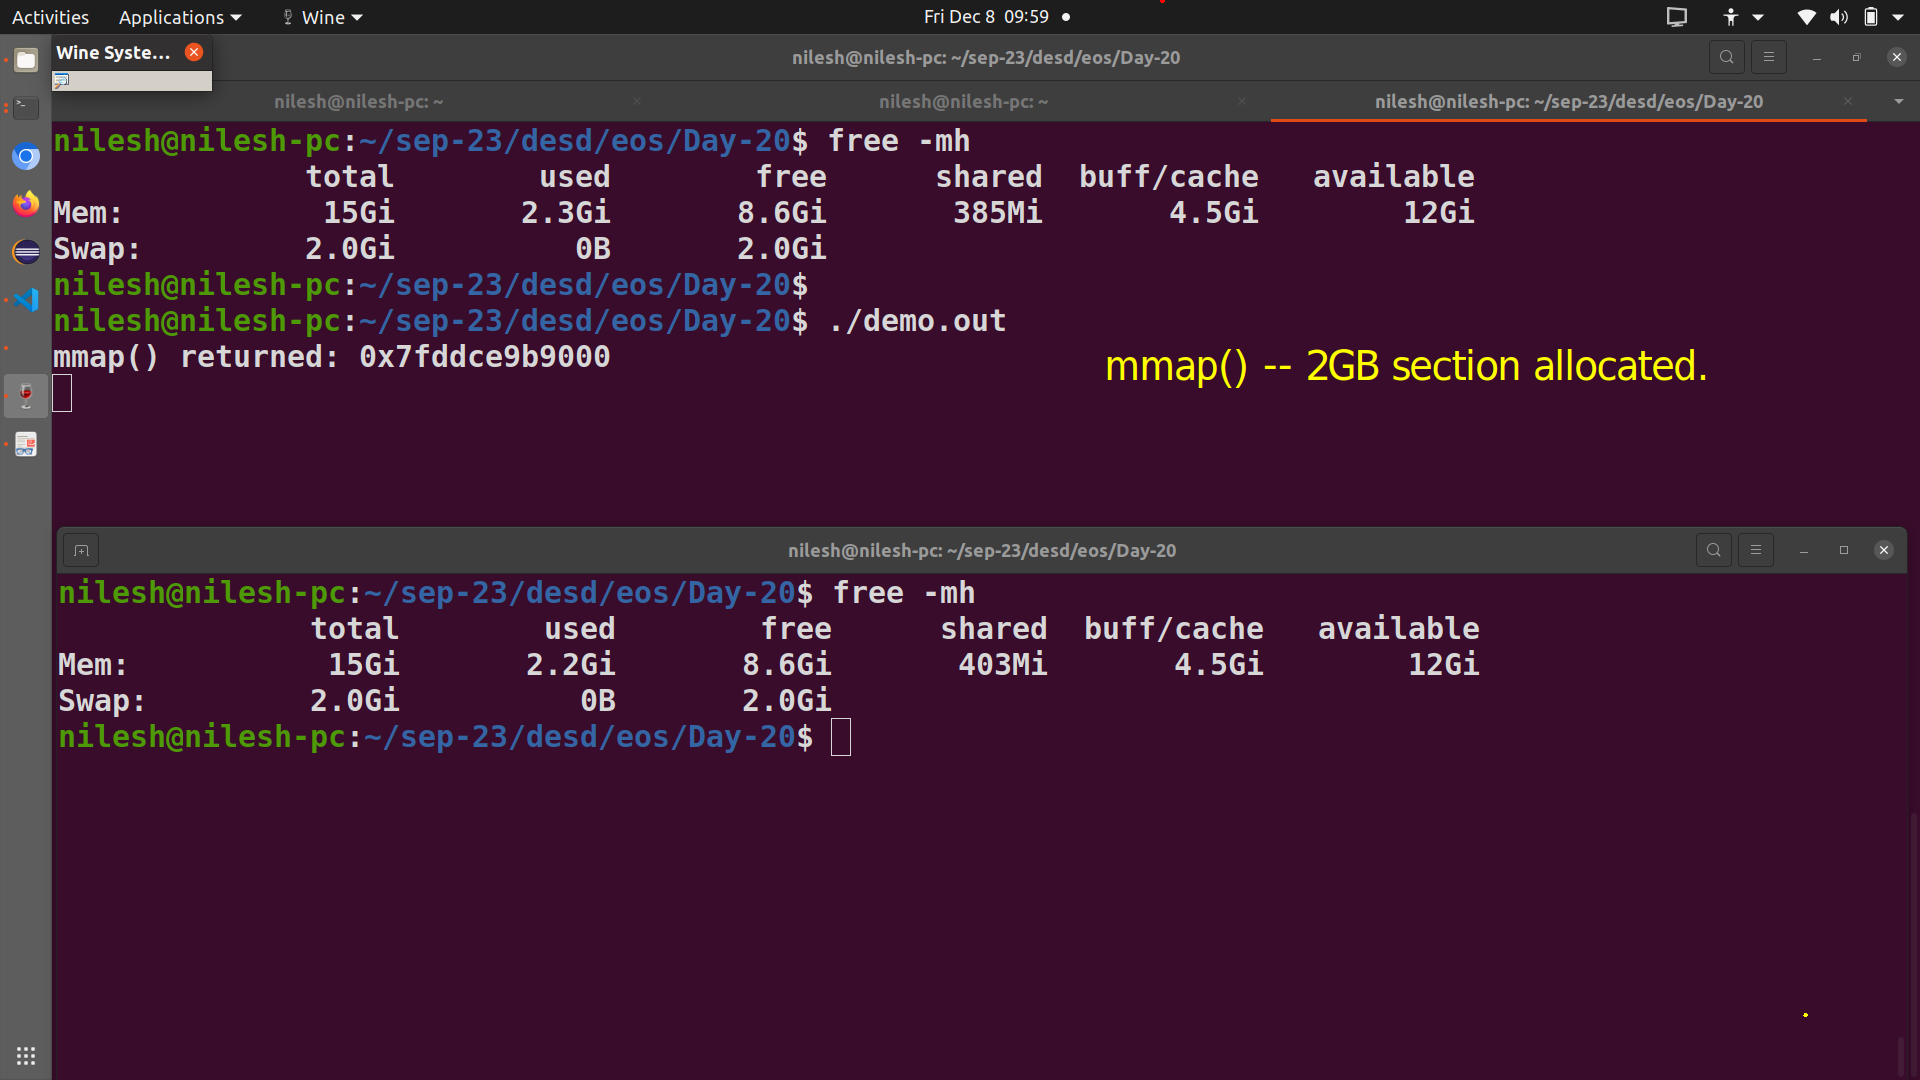 Activities Applications Wine Fri Dec 8 09:59
Wine Syste... nilesh@nilesh-pc: ~/sep-23/desd/eos/Day-20
nilesh@nilesh-pc: ~ nilesh@nilesh-pc: ~ nilesh@nilesh-pc: ~/sep-23/desd/eos/Day-20
nilesh@nilesh-pc:~/sep-23/desd/eos/Day-20$ free -mh
total used free shared buff/cache available
Mem: 15Gi 2.3Gi 8.6Gi 385Mi 4.5Gi 12Gi
Swap: 2.0Gi 0B 2.0Gi
nilesh@nilesh-pc:~/sep-23/desd/eos/Day-20$
nilesh@nilesh-pc:~/sep-23/desd/eos/Day-20$ ./demo.out
mmap() returned: 0x7fddce9b9000
mmap() -- 2GB section allocated.
nilesh@nilesh-pc: ~/sep-23/desd/eos/Day-20
nilesh@nilesh-pc:~/sep-23/desd/eos/Day-20$ free -mh
total used free shared buff/cache available
Mem: 15Gi 2.2Gi 8.6Gi 403Mi 4.5Gi 12Gi
Swap: 2.0Gi 0B 2.0Gi
nilesh@nilesh-pc:~/sep-23/desd/eos/Day-20$